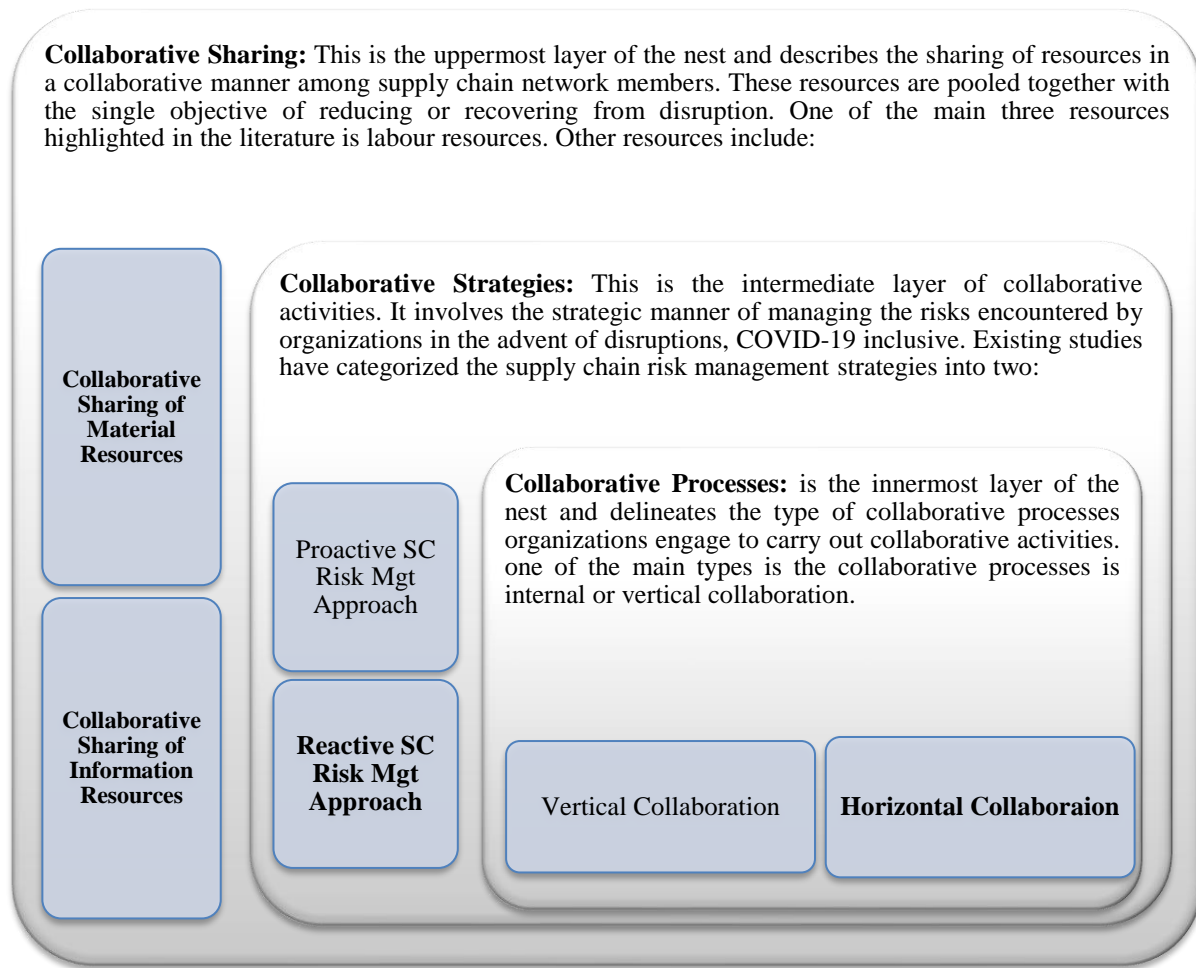 Collaborative Sharing: This is the uppermost layer of the nest and describes the sharing of resources in
a collaborative manner among supply chain network members. These resources are pooled together with
the single objective of reducing or recovering from disruption. One of the main three resources
highlighted in the literature is labour resources. Other resources include:
Collaborative
Sharing of
Material
Resources
Collaborative
Sharing of
Information
Resources
Collaborative Strategies: This is the intermediate layer of collaborative
activities. It involves the strategic manner of managing the risks encountered by
organizations in the advent of disruptions, COVID-19 inclusive. Existing studies
have categorized the supply chain risk management strategies into two:
Proactive SC
Risk Mgt
Approach
Reactive SC
Risk Mgt
Approach
Collaborative Processes: is the innermost layer of the
nest and delineates the type of collaborative processes
organizations engage to carry out collaborative activities.
one of the main types is the collaborative processes is
internal or vertical collaboration.
Vertical Collaboration
Horizontal Collaboraion